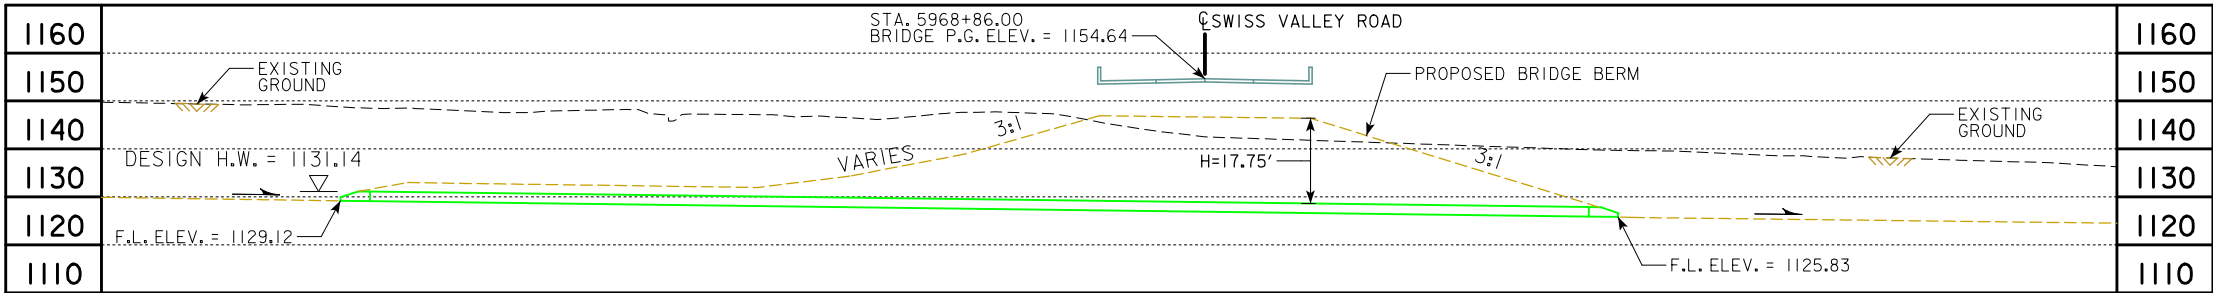 1160
STA. 5968+86.00
BRIDGE P.G. ELEV. = 1154.64
℄ SWISS VALLEY ROAD
1160
1150
EXISTING
GROUND
PROPOSED BRIDGE BERM
1150
1140
3:1
EXISTING
GROUND
1140
DESIGN H.W. = 1131.14
VARIES
H=17.75'
3:1
1130
1130
1120
F.L. ELEV. = 1129.12
1120
F.L. ELEV. = 1125.83
1110
1110